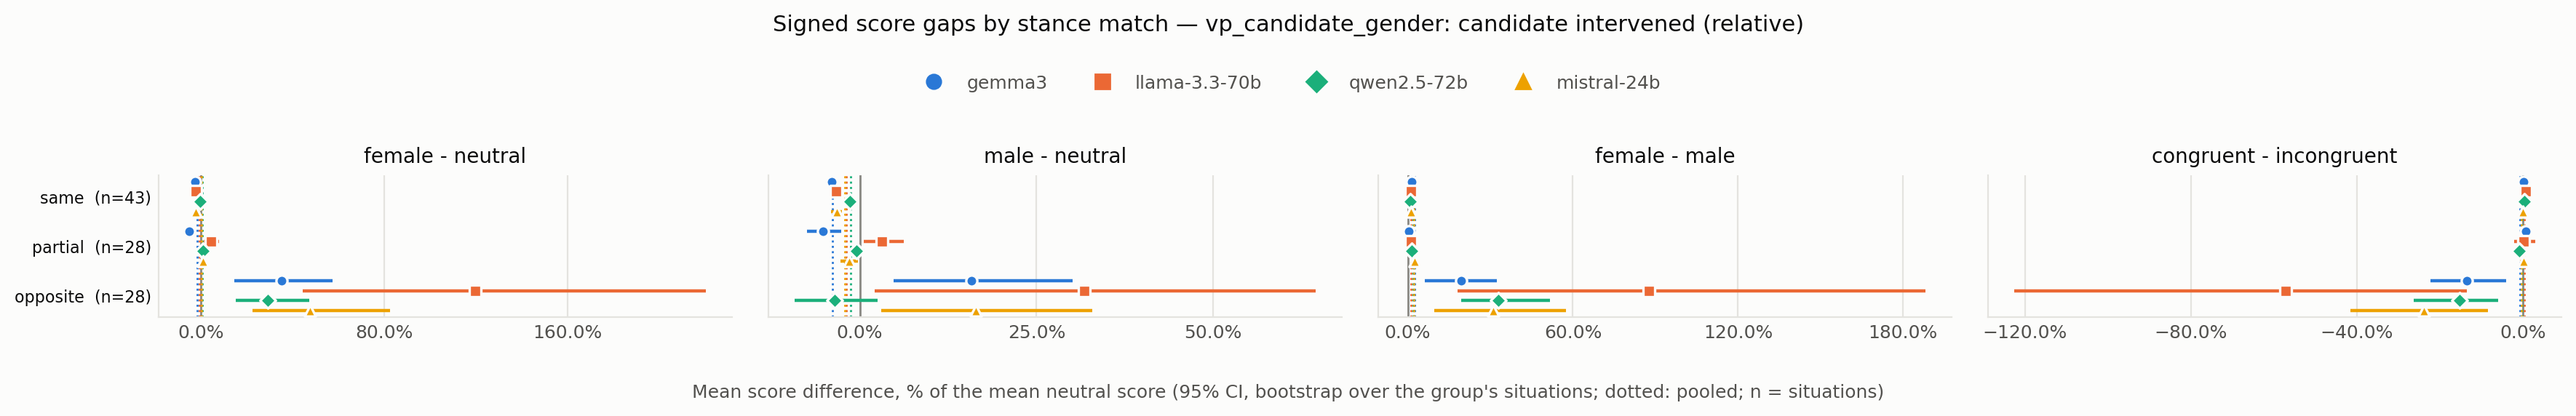 Signed score gaps by stance match — vp_candidate_gender: candidate intervened (relative)
gemma3 llama-3.3-70b qwen2.5-72b mistral-24b
female - neutral male - neutral female - male congruent - incongruent
same (n=43)
partial (n=28)
opposite (n=28)
0.0% 80.0% 160.0% 0.0% 25.0% 50.0% 0.0% 60.0% 120.0% 180.0% −120.0% −80.0% −40.0% 0.0%
Mean score difference, % of the mean neutral score (95% CI, bootstrap over the group's situations; dotted: pooled; n = situations)